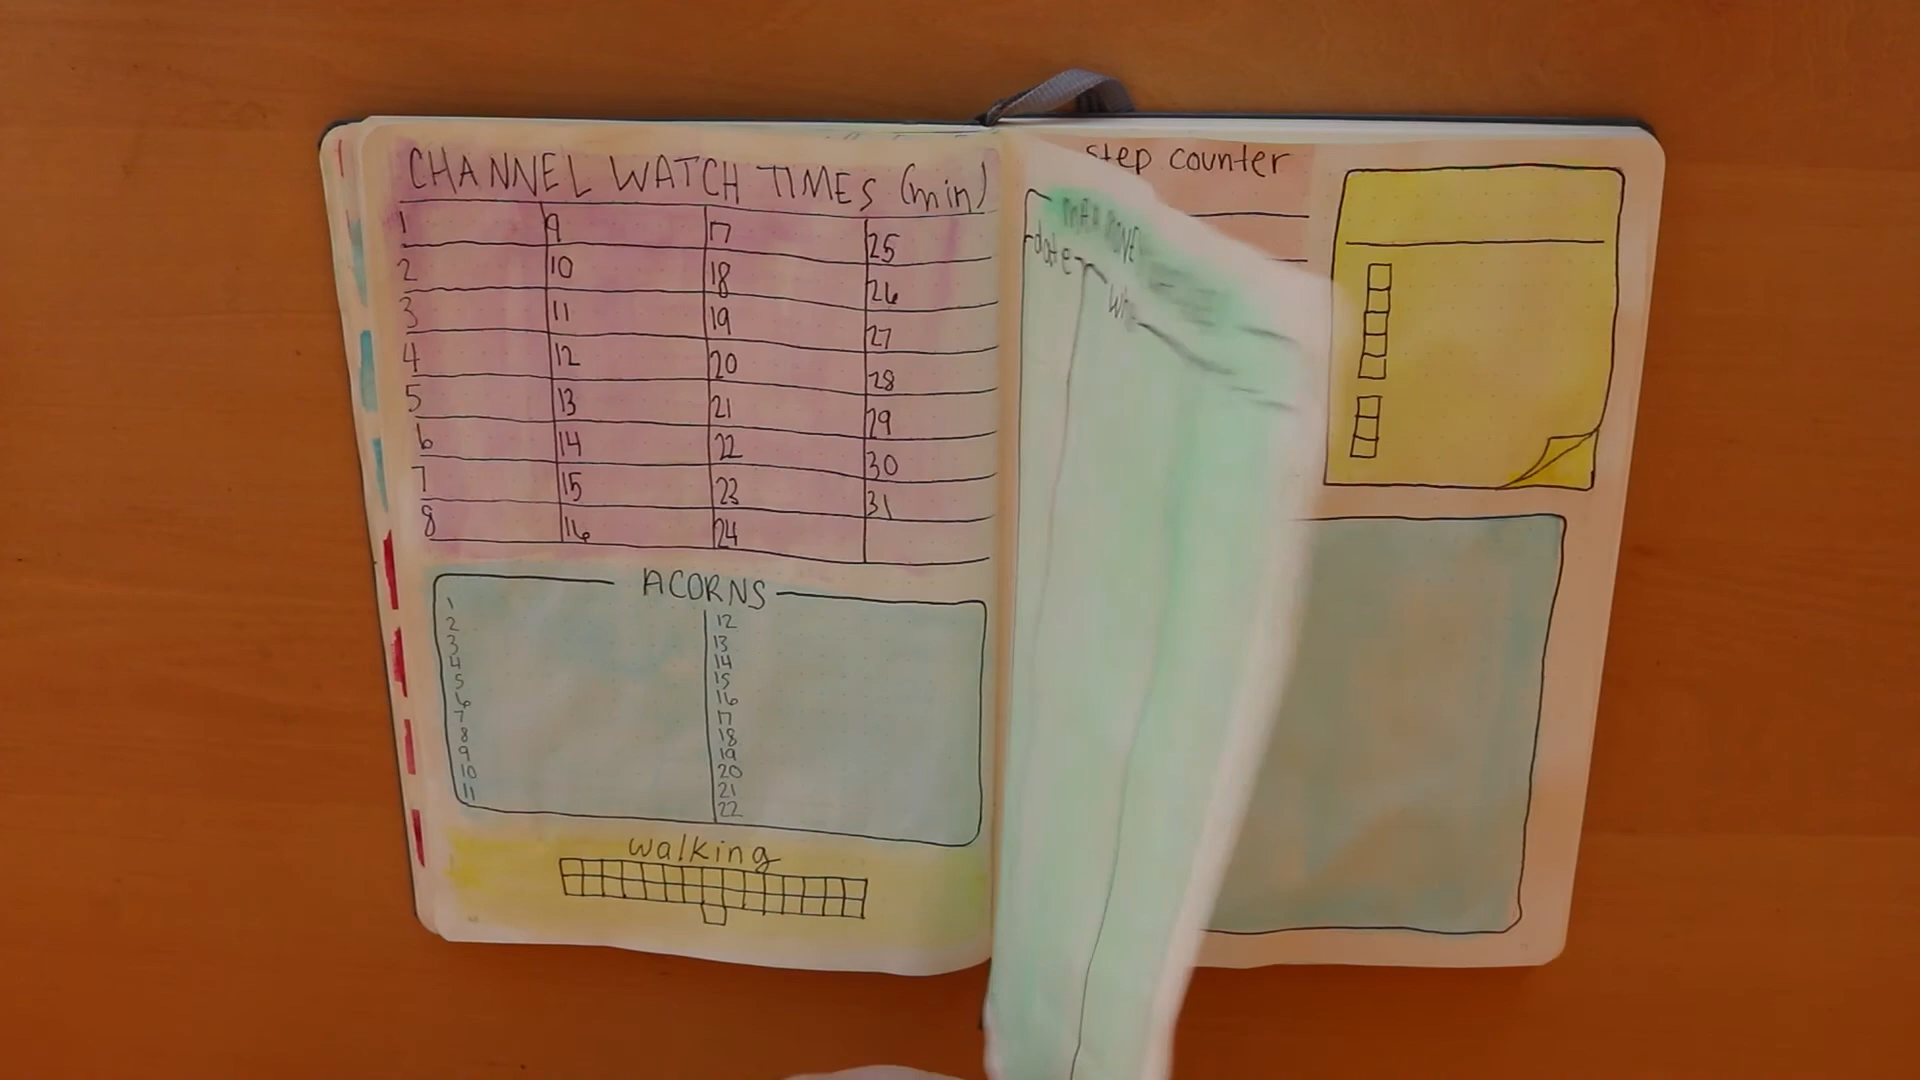 CHANNEL WATCH TIMES (min)
1 9 17 25
2 10 18 26
3 11 19 27
4 12 20 28
5 13 21 29
6 14 22 30
7 15 23 31
8 16 24
ACORNS
1
2
3
4
5
6
7
8
9
10
11
12
13
14
15
16
17
18
19
20
21
22
walking
date
step counter